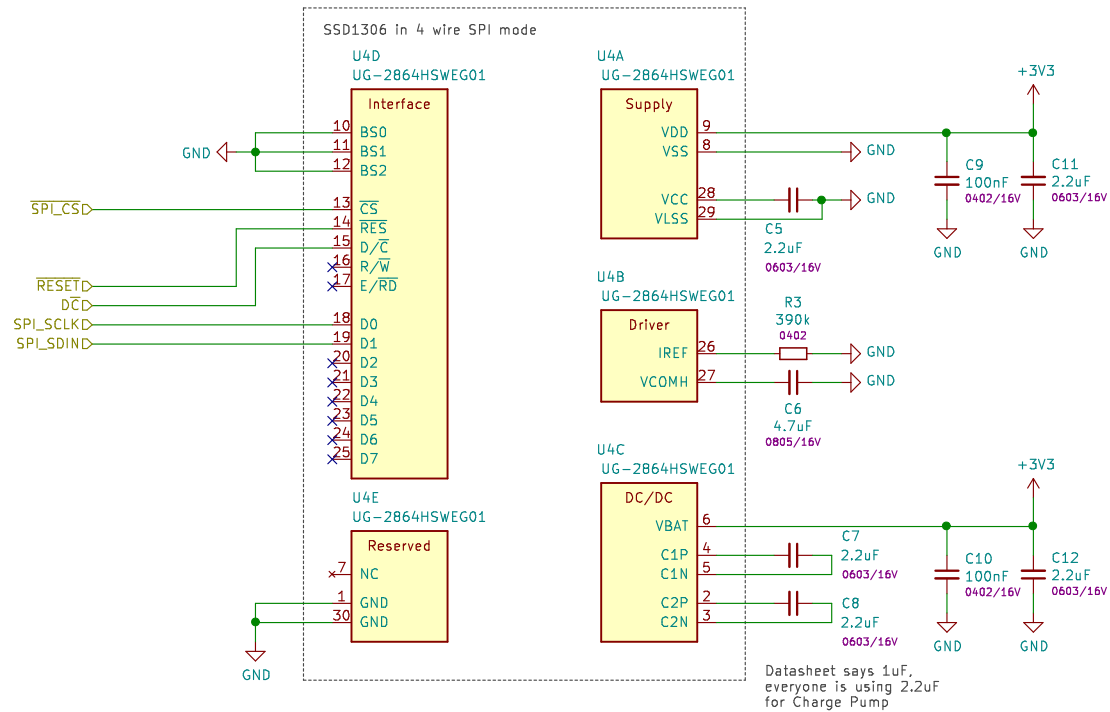 SSD1306 in 4 wire SPI mode
U4D
UG-2864HSWEG01
Interface
10 BS0
11 BS1
12 BS2
GND
13 CS
14 RES
15 D/C
16 R/W
17 E/RD
18 D0
19 D1
20 D2
21 D3
22 D4
23 D5
24 D6
25 D7
SPI_CS
RESET
DC
SPI_SCLK
SPI_SDIN
U4E
UG-2864HSWEG01
Reserved
7 NC
1 GND
30 GND
GND
U4A
UG-2864HSWEG01
Supply
VDD 9
VSS 8
GND
VCC 28
VLSS 29
GND
C5
2.2uF
0603/16V
+3V3
C9
100nF
0402/16V
GND
C11
2.2uF
0603/16V
GND
U4B
UG-2864HSWEG01
Driver
IREF 26
VCOMH 27
R3
390k
0402
GND
GND
C6
4.7uF
0805/16V
U4C
UG-2864HSWEG01
DC/DC
VBAT 6
C1P 4
C1N 5
C2P 2
C2N 3
C7
2.2uF
0603/16V
C8
2.2uF
0603/16V
+3V3
C10
100nF
0402/16V
GND
C12
2.2uF
0603/16V
GND
Datasheet says 1uF,
everyone is using 2.2uF
for Charge Pump